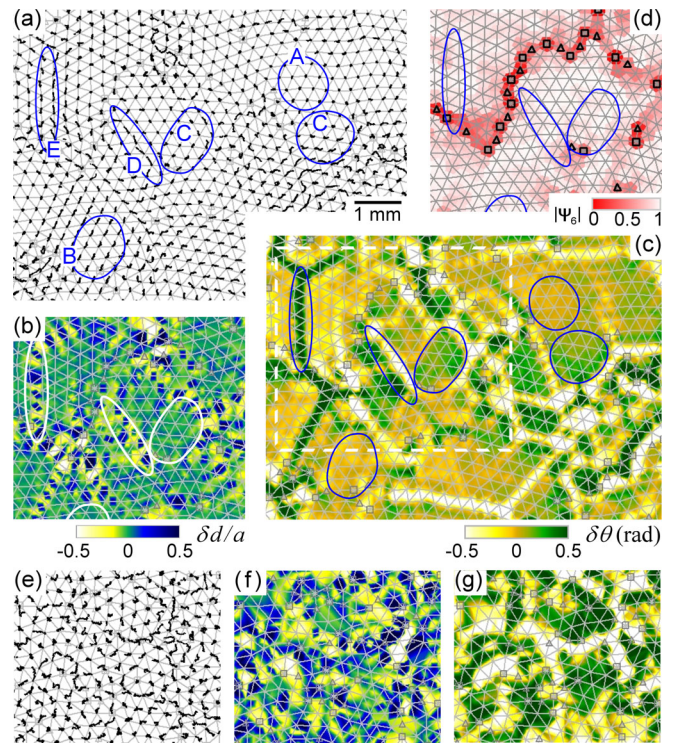 (a)
A
C
C
D
E
B
1 mm
(d)
|Ψ₆| 0 0.5 1
(c)
(b)
-0.5 0 0.5 δd/a
-0.5 0 0.5 δθ (rad)
(e)
(f)
(g)